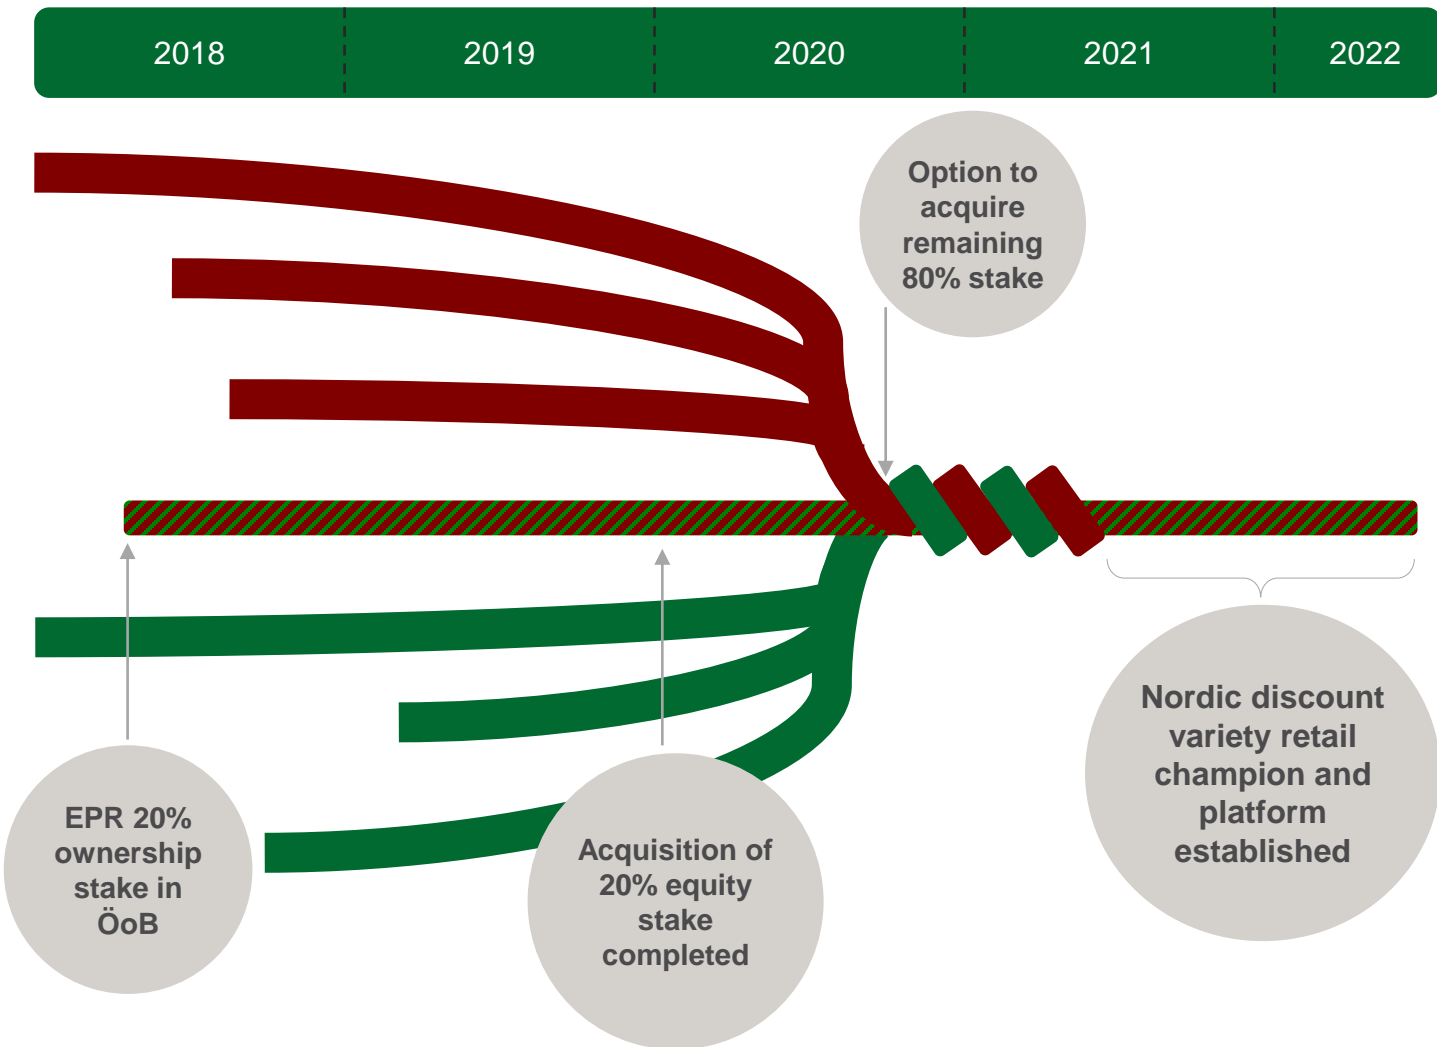 2018
2019
2020
2021
2022
Option to
acquire
remaining
80% stake
EPR 20%
ownership
stake in
ÖoB
Acquisition of
20% equity
stake
completed
Nordic discount
variety retail
champion and
platform
established